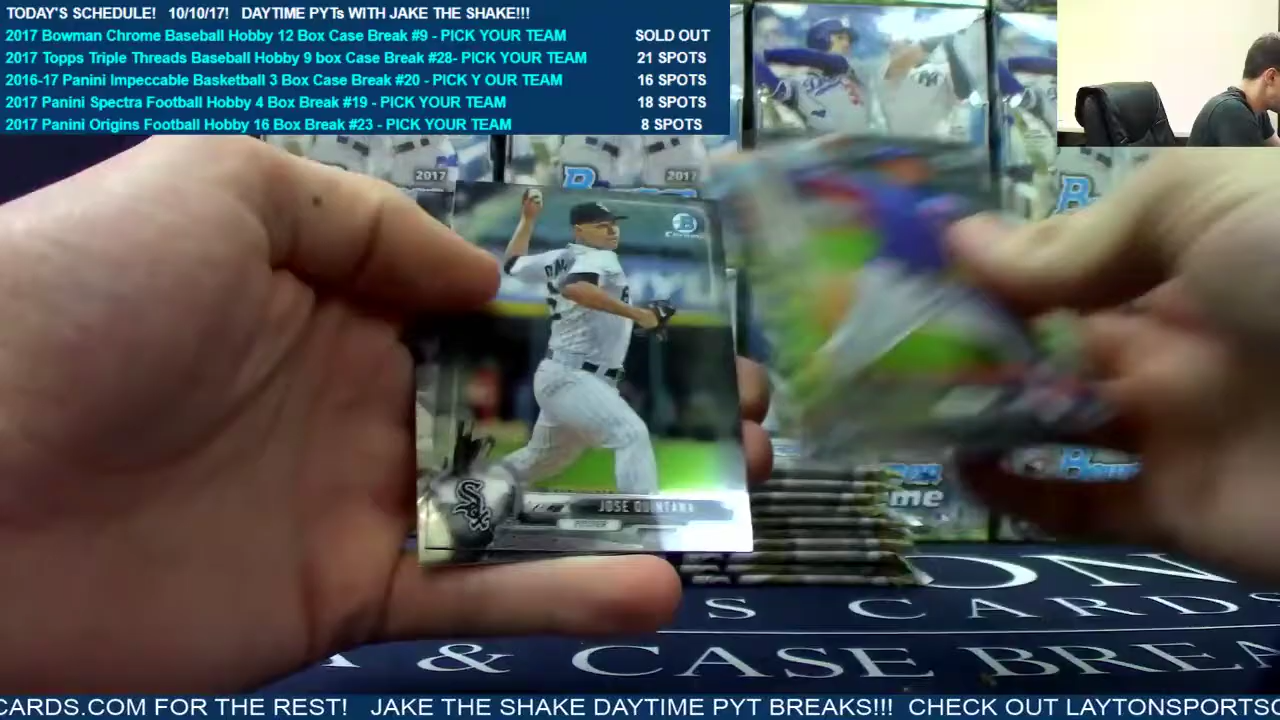 TODAY'S SCHEDULE! 10/10/17! DAYTIME PYTs WITH JAKE THE SHAKE!!!
2017 Bowman Chrome Baseball Hobby 12 Box Case Break #9 - PICK YOUR TEAM SOLD OUT
2017 Topps Triple Threads Baseball Hobby 9 box Case Break #28- PICK YOUR TEAM 21 SPOTS
2016-17 Panini Impeccable Basketball 3 Box Case Break #20 - PICK Y OUR TEAM 16 SPOTS
2017 Panini Spectra Football Hobby 4 Box Break #19 - PICK YOUR TEAM 18 SPOTS
2017 Panini Origins Football Hobby 16 Box Break #23 - PICK YOUR TEAM 8 SPOTS
2017
2017
JOSE QUINTANA
PITCHER
ON
S CARDS
& CASE BREA
CARDS.COM FOR THE REST! JAKE THE SHAKE DAYTIME PYT BREAKS!!! CHECK OUT LAYTONSPORTSC